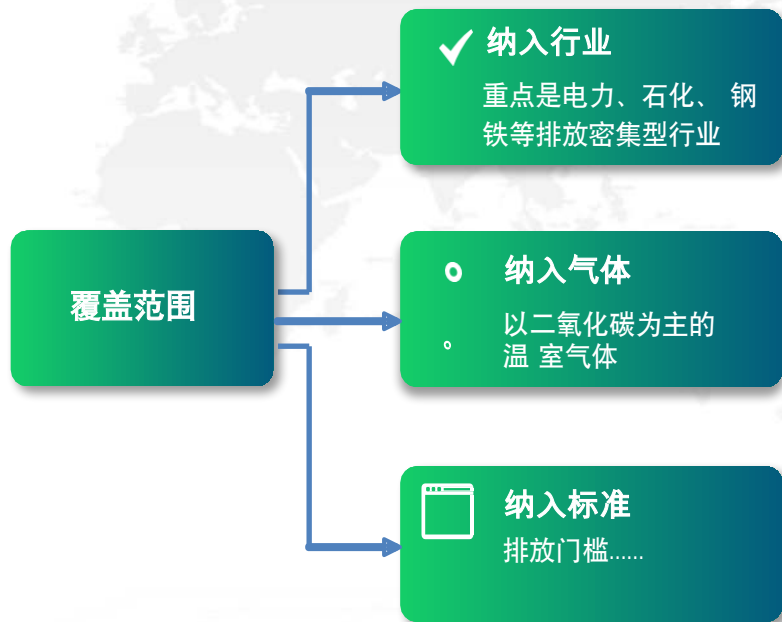 纳入行业
重点是电力、石化、 钢
铁等排放密集型行业
覆盖范围
纳入气体
以二氧化碳为主的
温 室气体
纳入标准
排放门槛......